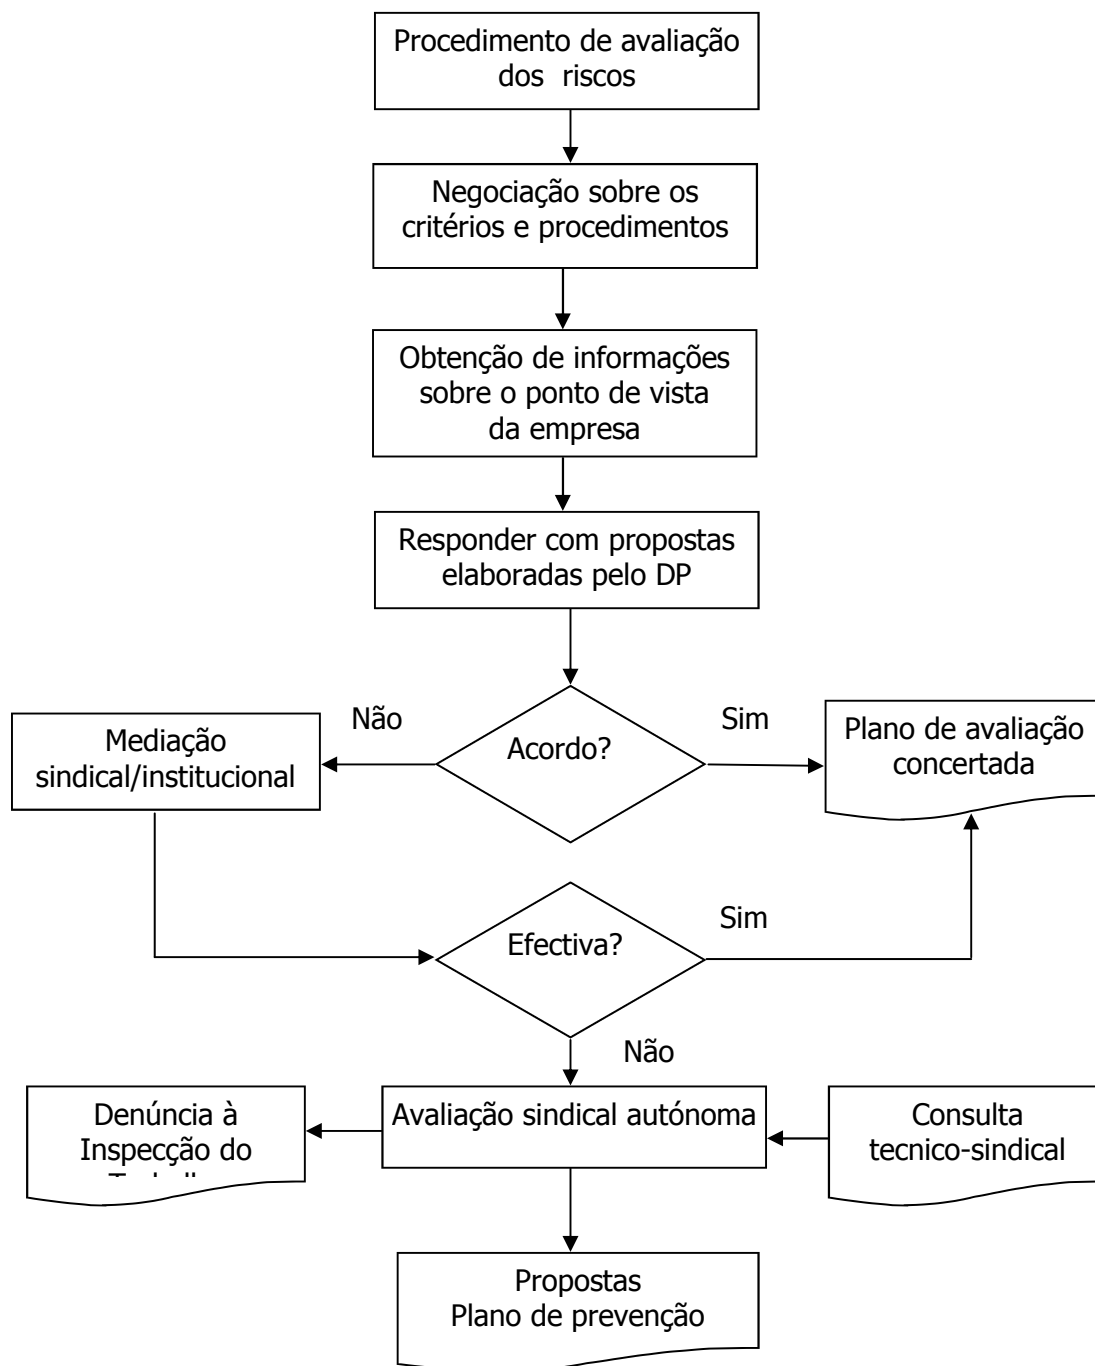 Procedimento de avaliação
dos riscos
Negociação sobre os
critérios e procedimentos
Obtenção de informações
sobre o ponto de vista
da empresa
Responder com propostas
elaboradas pelo DP
Não
Sim
Mediação
sindical/institucional
Acordo?
Plano de avaliação
concertada
Efectiva?
Sim
Não
Denúncia à
Inspecção do
Avaliação sindical autónoma
Consulta
tecnico-sindical
Propostas
Plano de prevenção